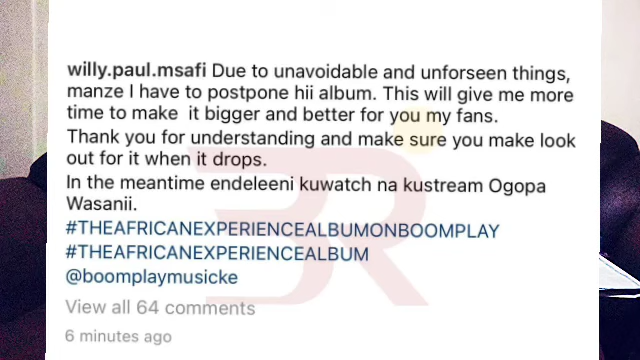 willy.paul.msafi Due to unavoidable and unforseen things,
manze I have to postpone hii album. This will give me more
time to make it bigger and better for you my fans.
Thank you for understanding and make sure you make look
out for it when it drops.
In the meantime endeleeni kuwatch na kustream Ogopa
Wasanii.
#THEAFRICANEXPERIENCEALBUMONBOOMPLAY
#THEAFRICANEXPERIENCEALBUM
@boomplaymusicke
View all 64 comments
6 minutes ago
BR